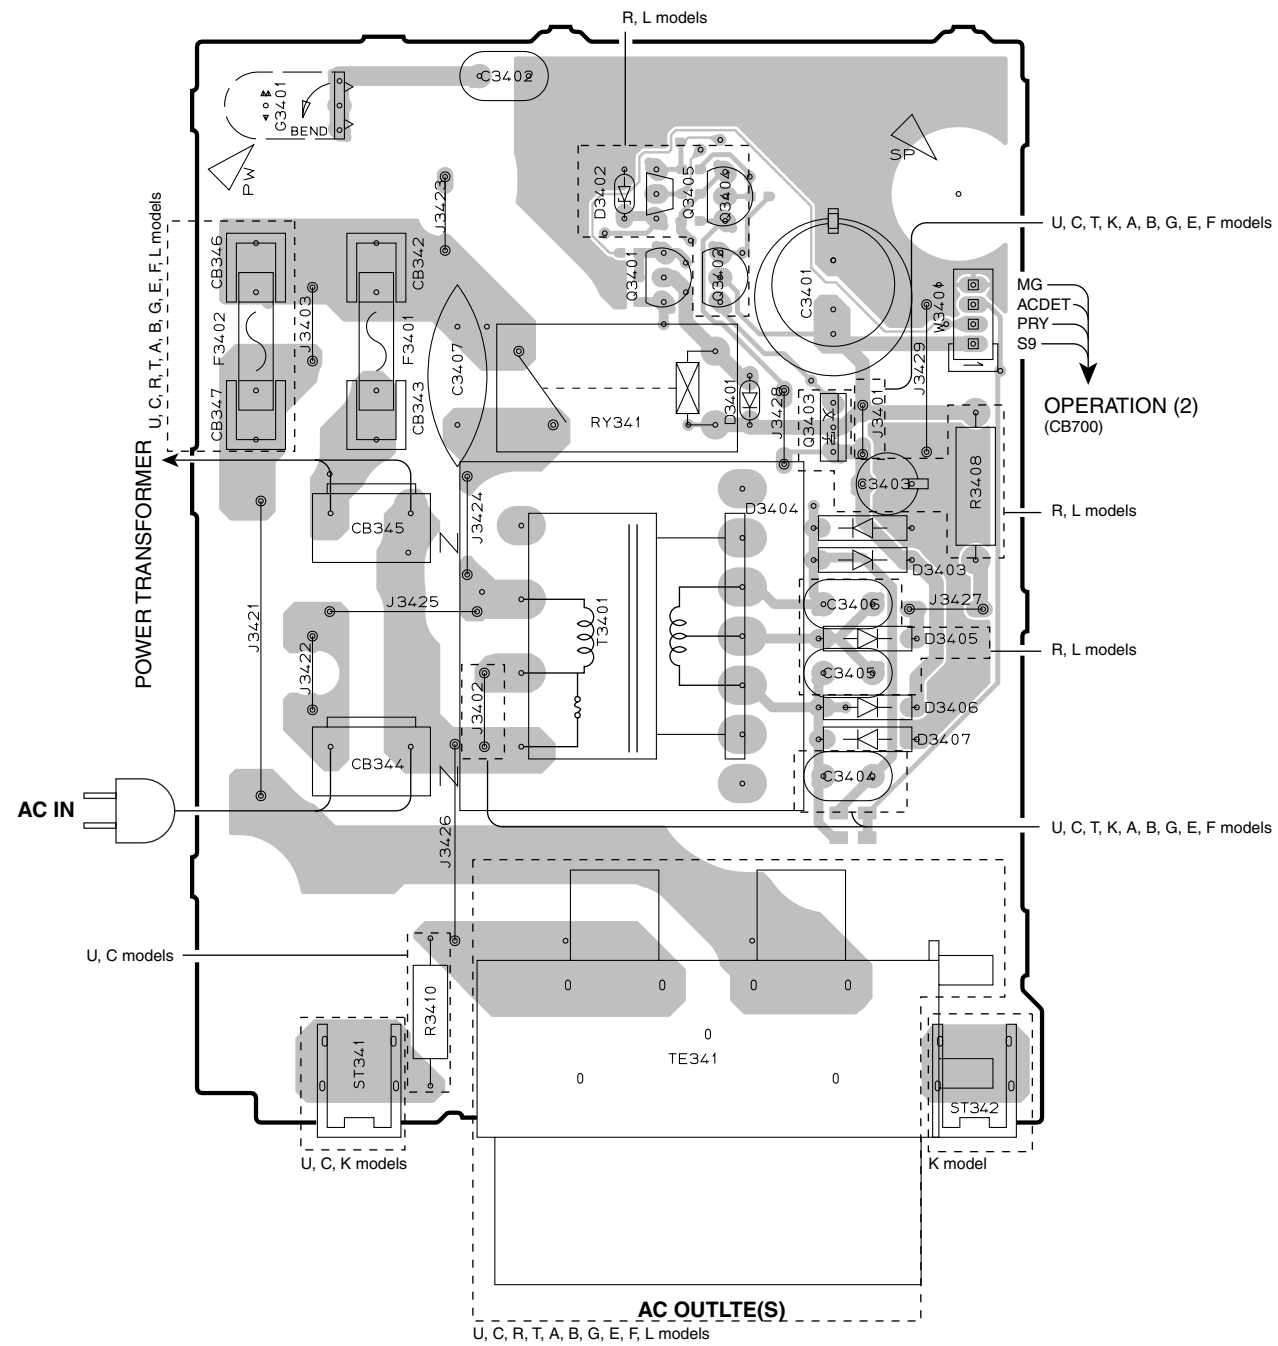 R, L models
C3402
G3401
BEND
PW
SP
D3402
Q3405
Q3404
J3423
U, C, R, T, A, B, G, E, F, L models
CB346
CB342
U, C, T, K, A, B, G, E, F models
Q3401
Q3402
C3401
W3406
MG
ACDET
PRY
S9
F3402
J3403
F3401
C3407
J3429
OPERATION (2)
(CB700)
CB347
CB343
RY341
D3401
J3428
Q3403
J3401
POWER TRANSFORMER
C3403
R3408
CB345
J3424
D3404
R, L models
D3403
J3425
J3421
T3401
C3406
J3427
D3405
R, L models
J3422
C3405
J3402
D3406
D3407
CB344
C3404
AC IN
J3426
U, C, T, K, A, B, G, E, F models
U, C models
R3410
ST341
TE341
ST342
U, C, K models
K model
AC OUTLTE(S)
U, C, R, T, A, B, G, E, F, L models